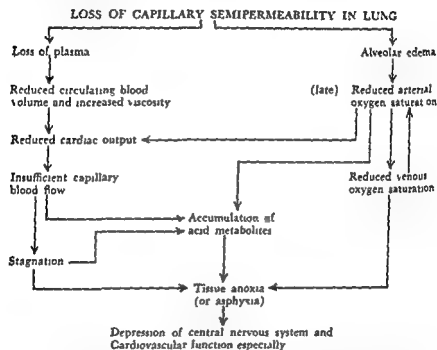 LOSS OF CAPILLARY SEMIPERMEABILITY IN LUNG
Loss of plasma
Alveolar edema
Reduced circulating blood
volume and increased viscosity
(late) Reduced arterial
oxygen saturation
Reduced cardiac output
Insufficient capillary
blood flow
Reduced venous
oxygen saturation
Accumulation of
acid metabolites
Stagnation
Tissue anoxia
(or asphyxia)
Depression of central nervous system and
Cardiovascular function especially